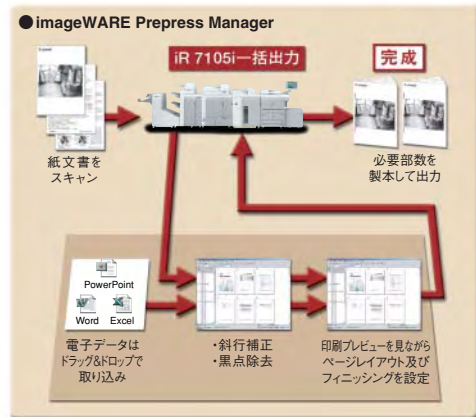 ●imageWARE Prepress Manager
iR 7105i一括出力
完成
紙文書を
スキャン
必要部数を
製本して出力
PowerPoint
Word Excel
電子データは
ドラッグ&ドロップで
取り込み
・斜行補正
・黒点除去
印刷プレビューを見ながら
ページレイアウト及び
フィニッシングを設定